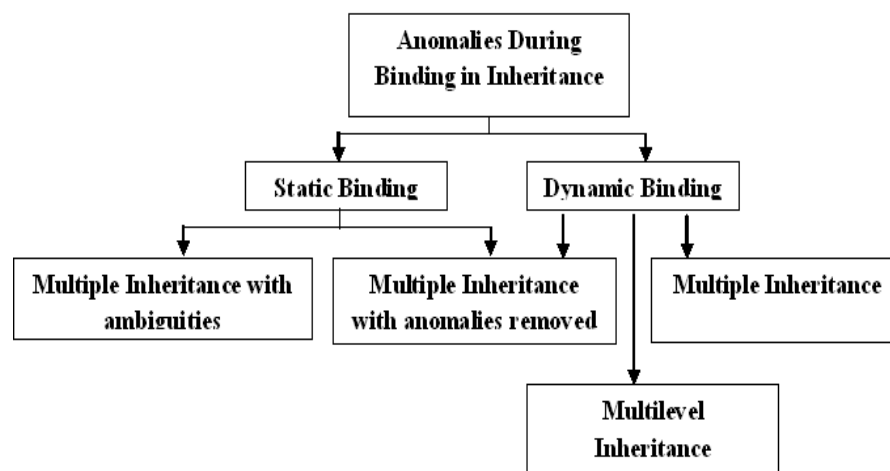 Anomalies During
Binding in Inheritance
Static Binding
Dynamic Binding
Multiple Inheritance with
ambiguities
Multiple Inheritance
with anomalies removed
Multiple Inheritance
Multilevel
Inheritance